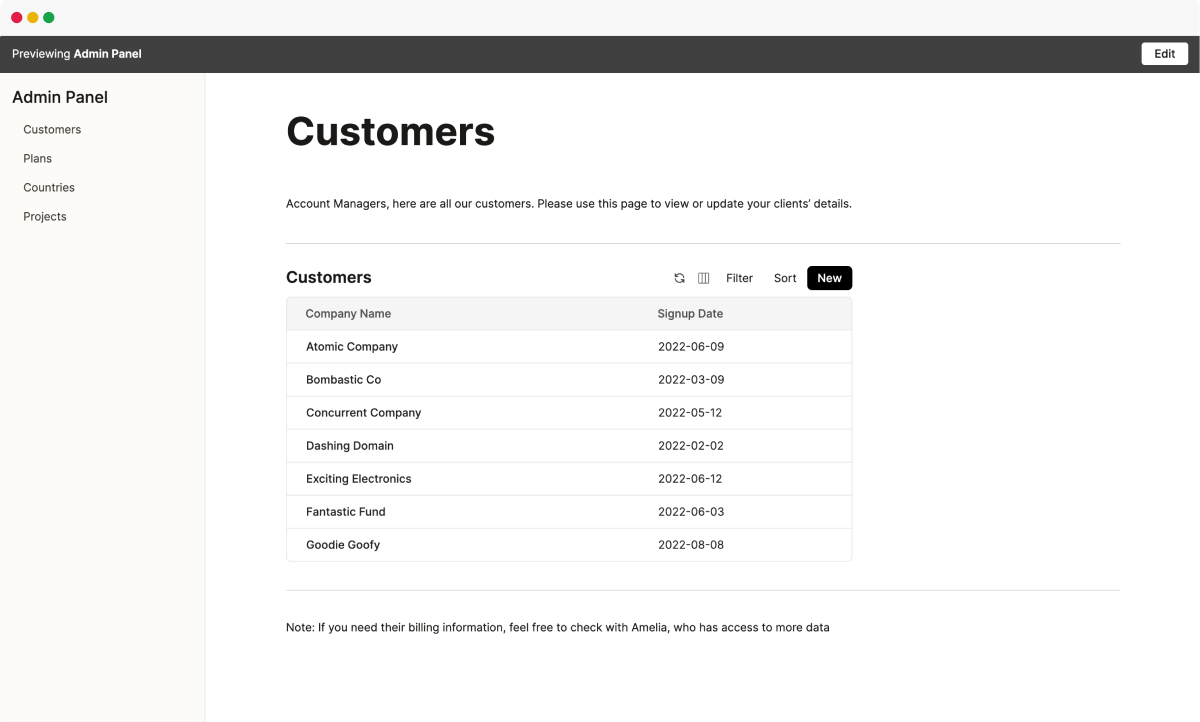 Previewing Admin Panel
Edit
Admin Panel
Customers
Plans
Countries
Projects
Customers
Account Managers, here are all our customers. Please use this page to view or update your clients’ details.
Customers
Filter Sort New
Company Name Signup Date
Atomic Company 2022-06-09
Bombastic Co 2022-03-09
Concurrent Company 2022-05-12
Dashing Domain 2022-02-02
Exciting Electronics 2022-06-12
Fantastic Fund 2022-06-03
Goodie Goofy 2022-08-08
Note: If you need their billing information, feel free to check with Amelia, who has access to more data